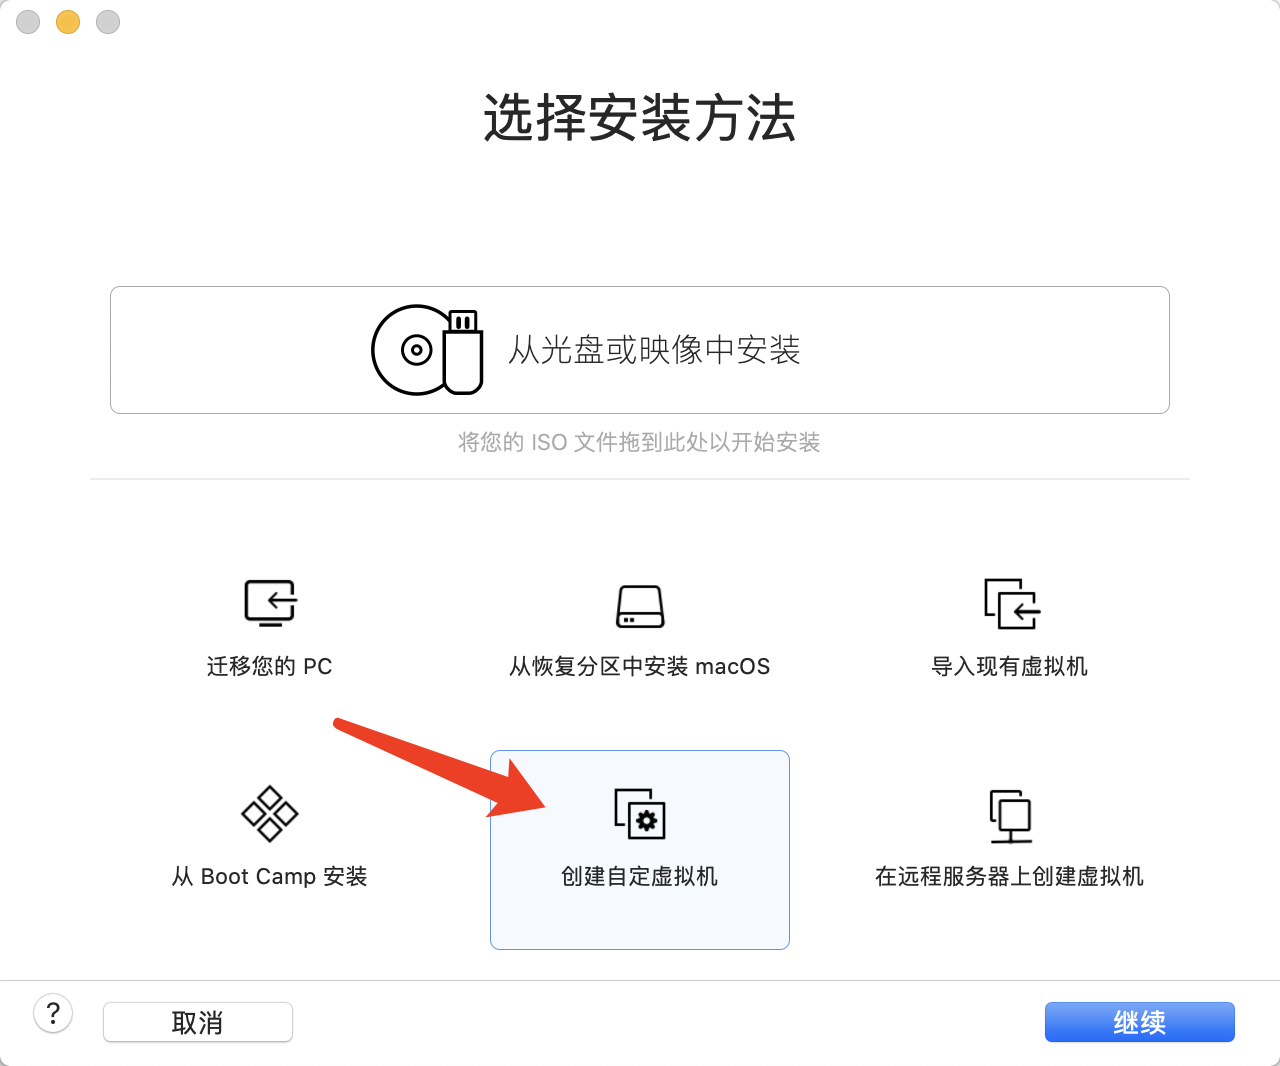 选择安装方法
从光盘或映像中安装
将您的 ISO 文件拖到此处以开始安装
迁移您的 PC
从恢复分区中安装 macOS
导入现有虚拟机
从 Boot Camp 安装
创建自定虚拟机
在远程服务器上创建虚拟机
?
取消
继续